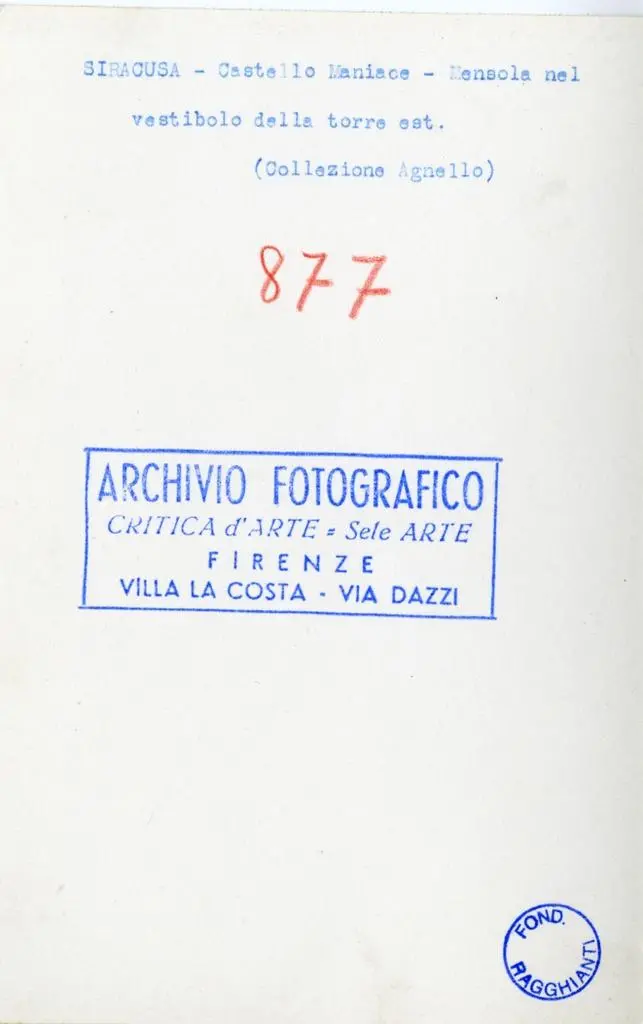 SIRACUSA - Castello Maniace - Mensola nel
vestibolo della torre est.
(Collezione Agnello)
877
ARCHIVIO FOTOGRAFICO
CRITICA d'ARTE = Sele ARTE
FIRENZE
VILLA LA COSTA - VIA DAZZI
FOND.
RAGGHIANTI